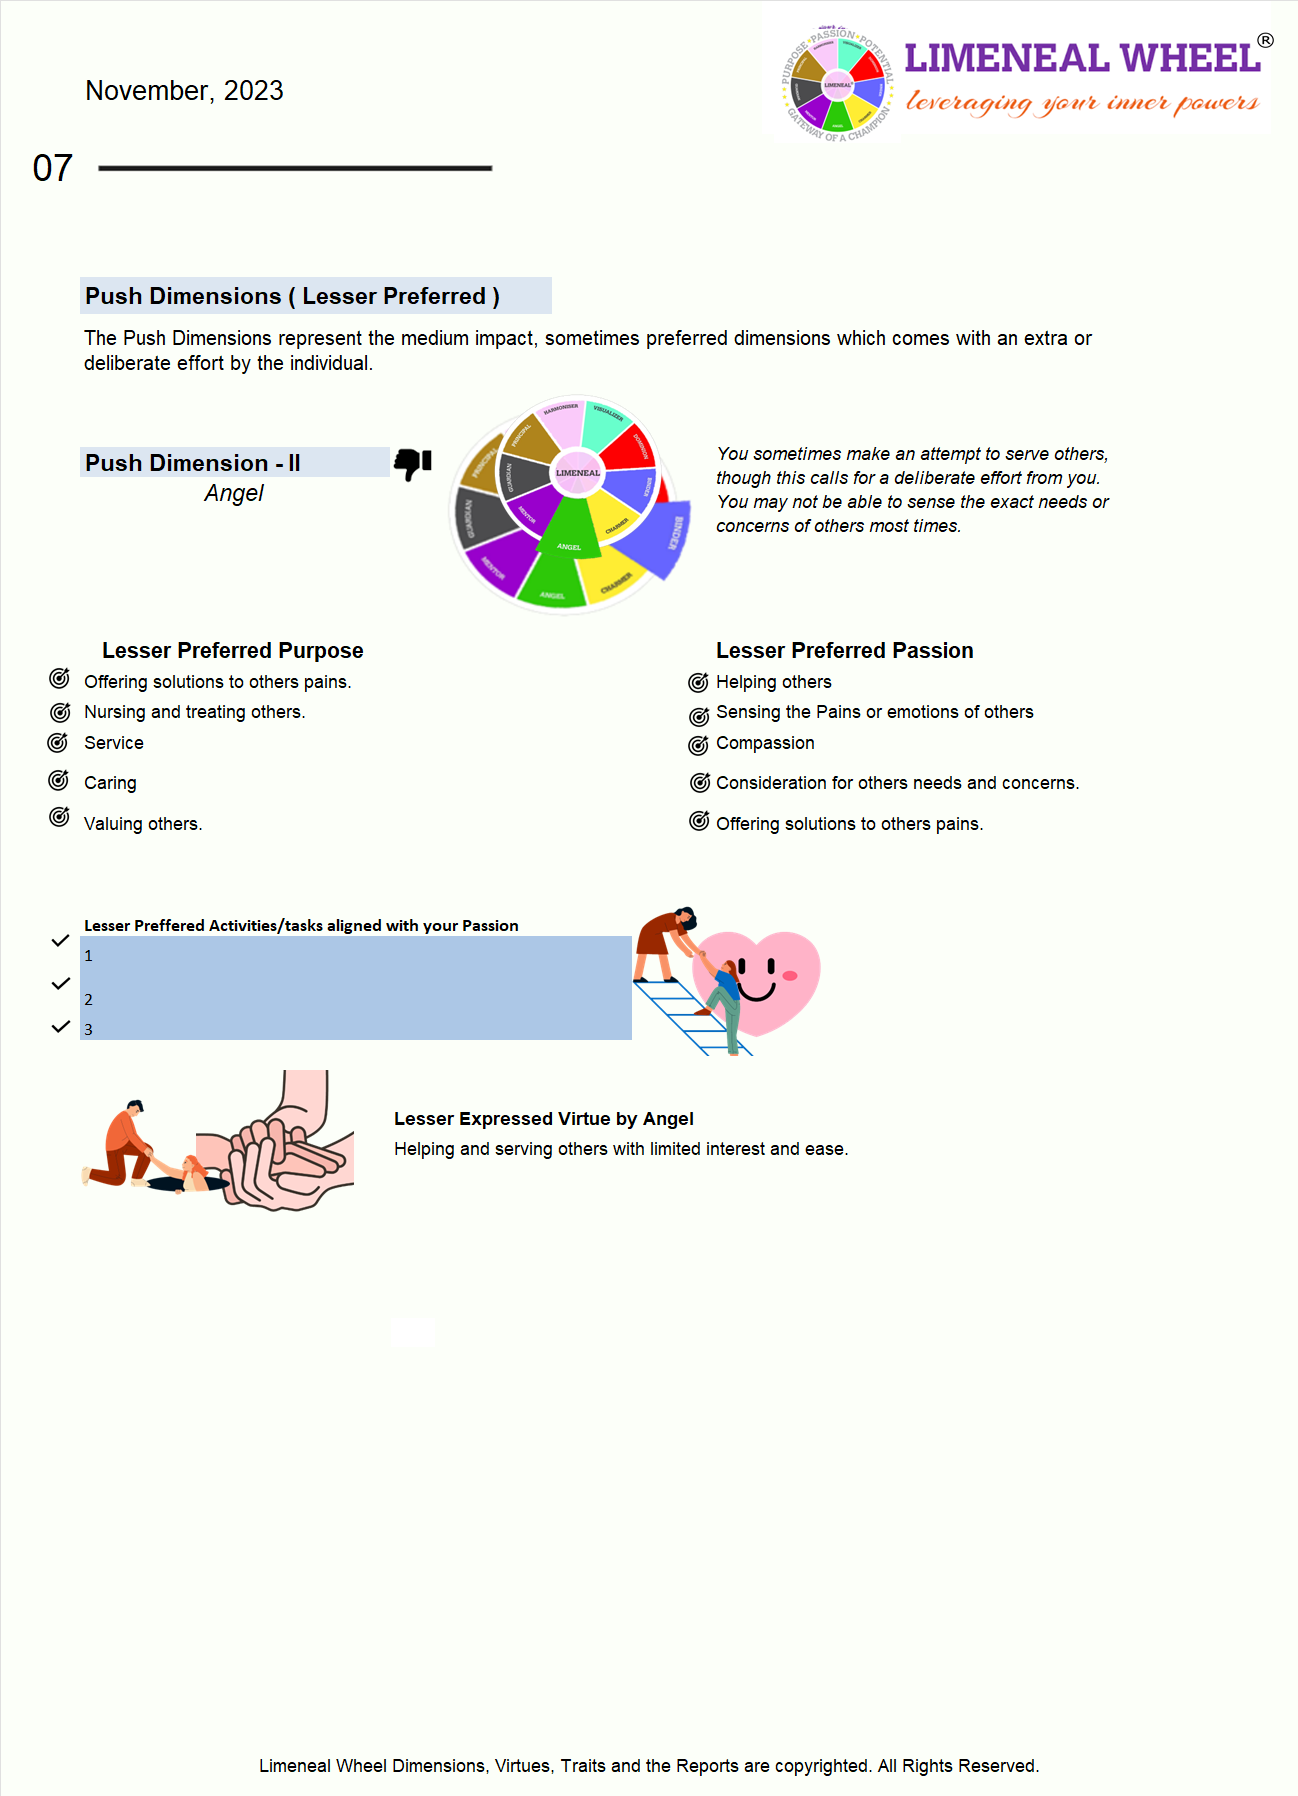 November, 2023
PURPOSE PASSION POTENTIAL
GATEWAY OF A CHAMPION
LIMENEAL
ANGEL
LIMENEAL WHEEL®
leveraging your inner powers
07
Push Dimensions ( Lesser Preferred )
The Push Dimensions represent the medium impact, sometimes preferred dimensions which comes with an extra or
deliberate effort by the individual.
Push Dimension - II
Angel
HARMONISER
VISUALIZER
DOMINION
BINDER
CHARMER
ANGEL
MENTOR
GUARDIAN
PRINCIPAL
LIMENEAL
PRINCIPAL
GUARDIAN
MENTOR
ANGEL
CHARMER
BINDER
You sometimes make an attempt to serve others,
though this calls for a deliberate effort from you.
You may not be able to sense the exact needs or
concerns of others most times.
Lesser Preferred Purpose
Offering solutions to others pains.
Nursing and treating others.
Service
Caring
Valuing others.
Lesser Preferred Passion
Helping others
Sensing the Pains or emotions of others
Compassion
Consideration for others needs and concerns.
Offering solutions to others pains.
Lesser Preffered Activities/tasks aligned with your Passion
1
2
3
Lesser Expressed Virtue by Angel
Helping and serving others with limited interest and ease.
Limeneal Wheel Dimensions, Virtues, Traits and the Reports are copyrighted. All Rights Reserved.